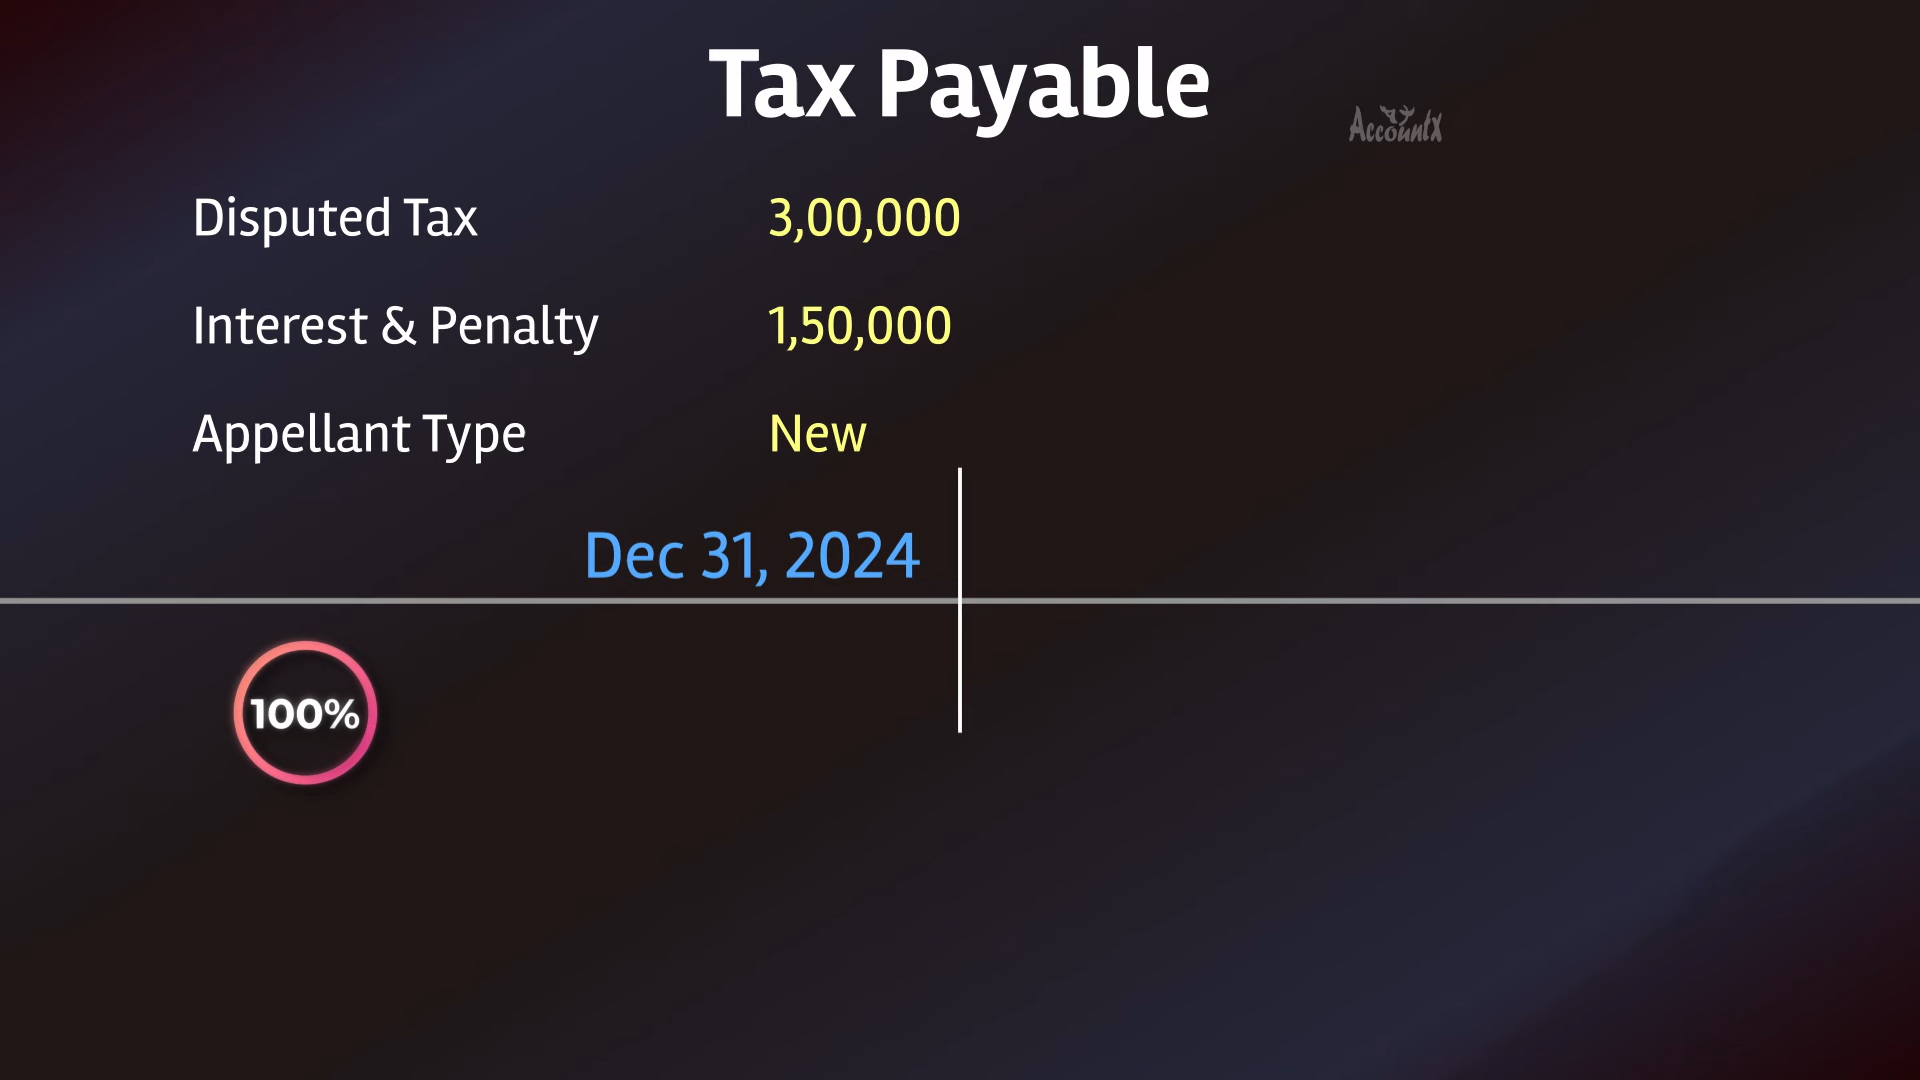 Tax Payable
Accountx
Disputed Tax 3,00,000
Interest & Penalty 1,50,000
Appellant Type New
Dec 31, 2024
100%